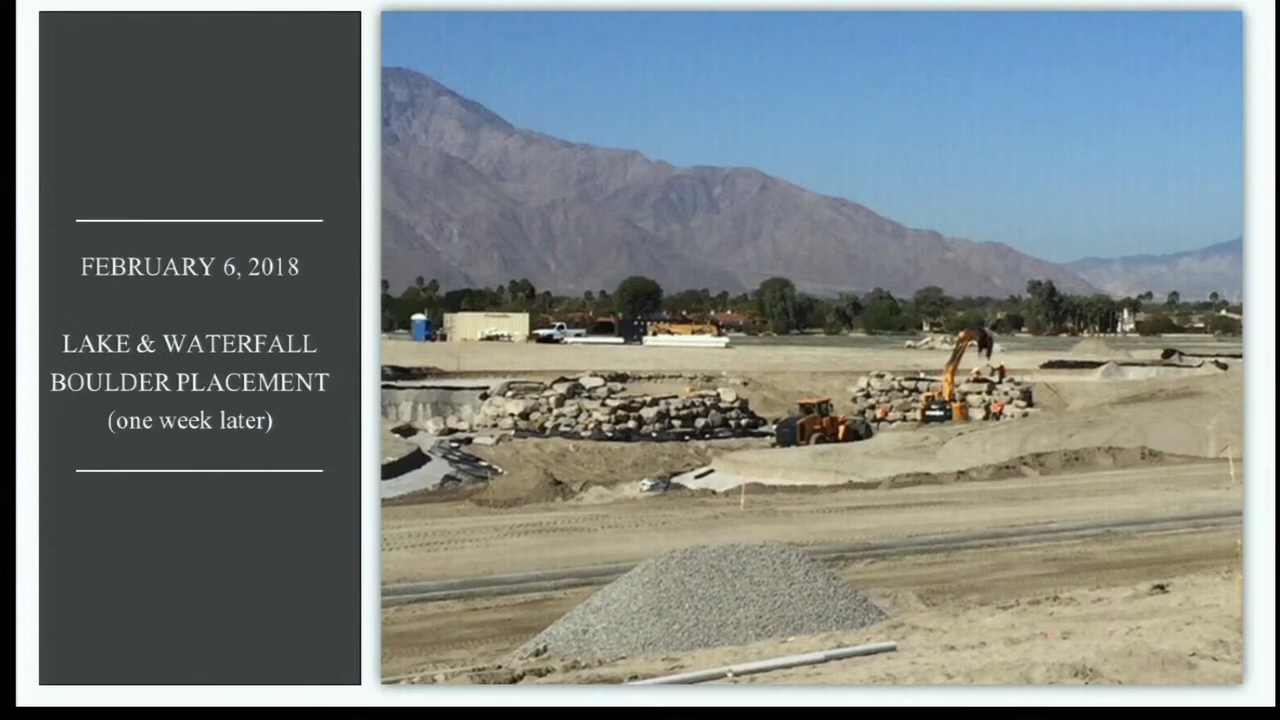 FEBRUARY 6, 2018
LAKE & WATERFALL
BOULDER PLACEMENT
(one week later)